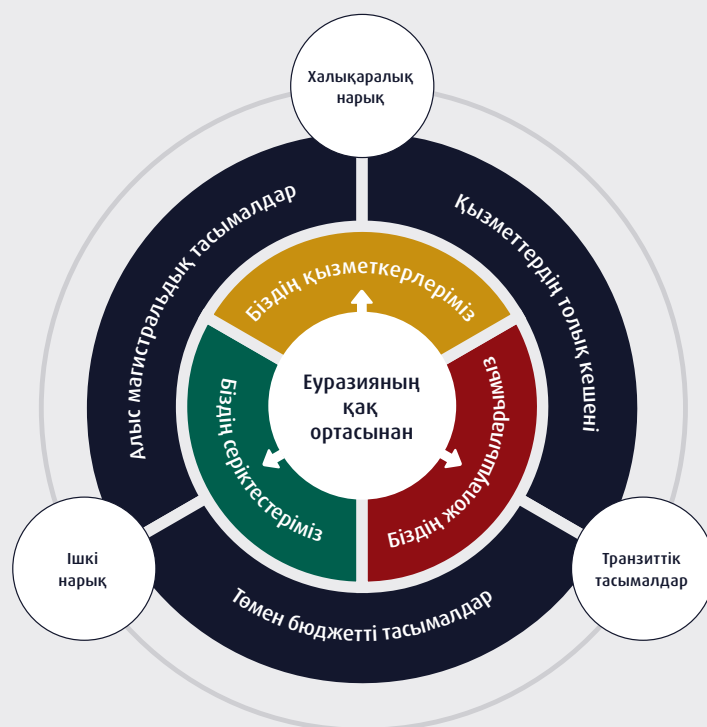 Халықаралық
нарық
Алыс магистральдық тасымалдар
Қызметтердің толық кешені
Біздің қызметкерлеріміз
Еуразияның
қақ
ортасынан
Біздің серіктестеріміз
Біздің жолаушыларымыз
Ішкі
нарық
Транзиттік
тасымалдар
Төмен бюджетті тасымалдар